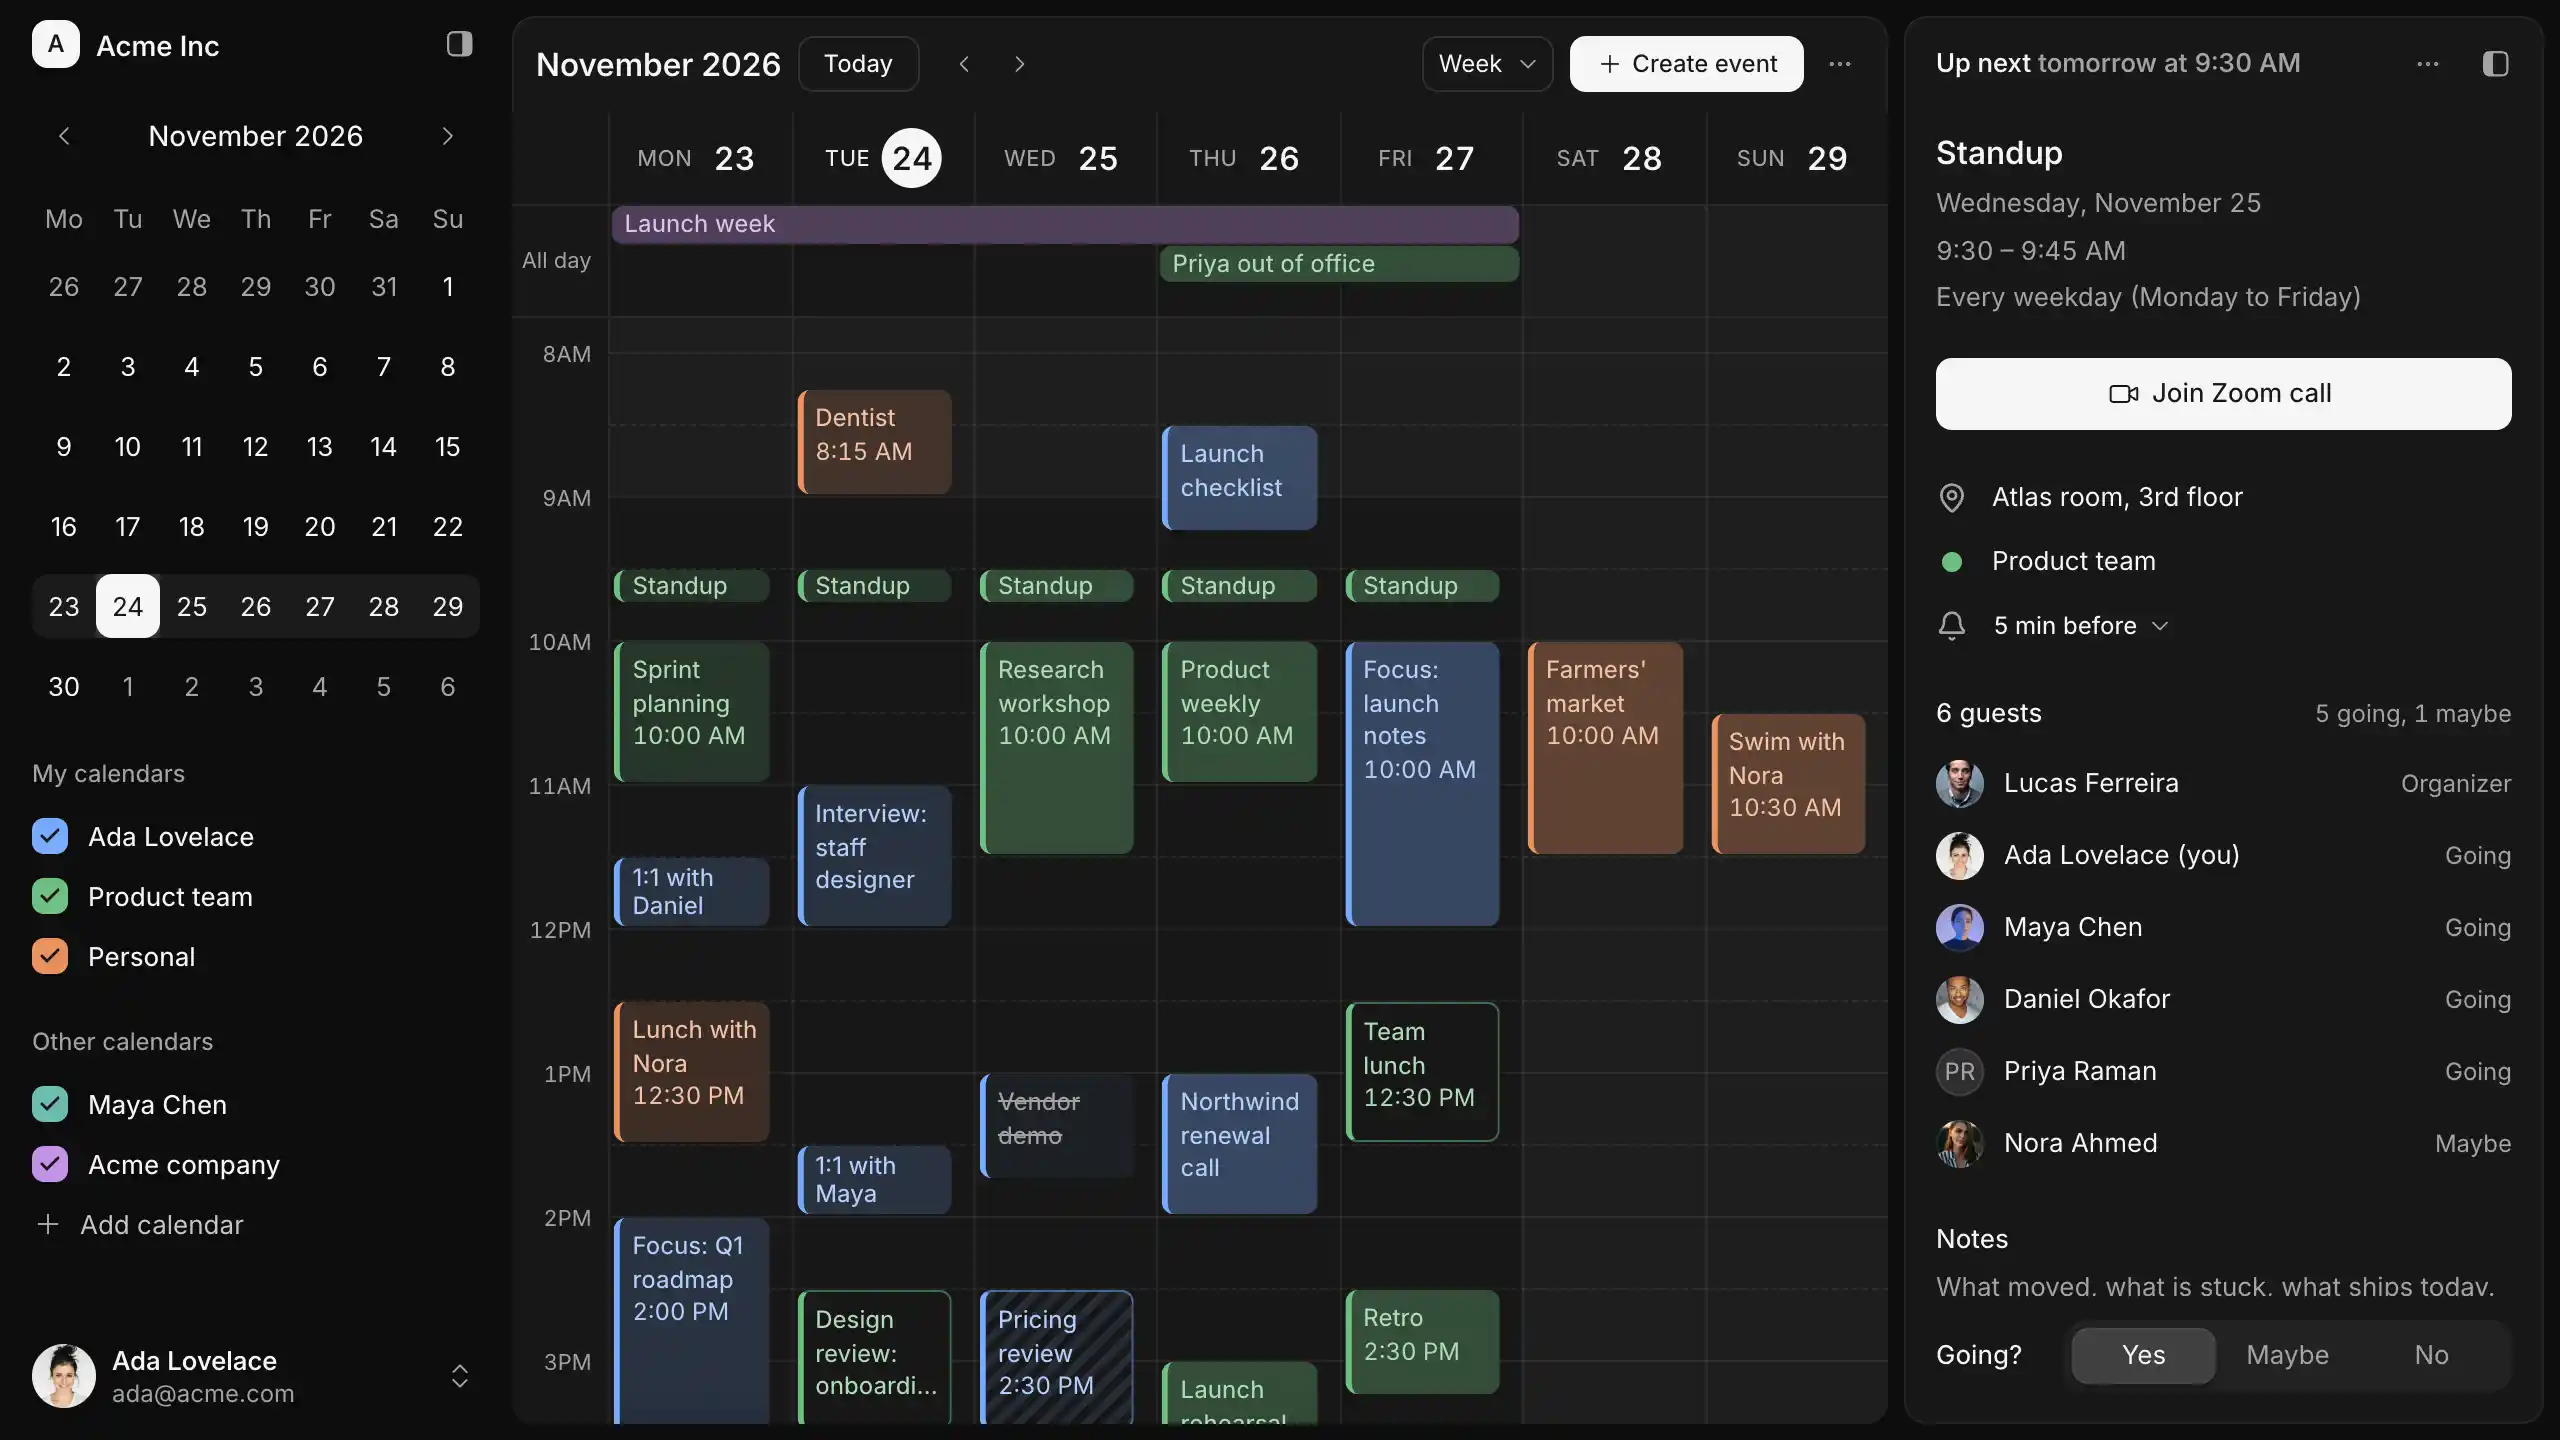 A Acme Inc
November 2026
Mo Tu We Th Fr Sa Su
26 27 28 29 30 31 1
2 3 4 5 6 7 8
9 10 11 12 13 14 15
16 17 18 19 20 21 22
23 24 25 26 27 28 29
30 1 2 3 4 5 6
My calendars
Ada Lovelace
Product team
Personal
Other calendars
Maya Chen
Acme company
Add calendar
Ada Lovelace
ada@acme.com
November 2026 Today Week Create event
MON 23 TUE 24 WED 25 THU 26 FRI 27 SAT 28 SUN 29
All day
Launch week
Priya out of office
8AM
9AM
10AM
11AM
12PM
1PM
2PM
3PM
Standup
Sprint
planning
10:00 AM
1:1 with
Daniel
Lunch with
Nora
12:30 PM
Focus: Q1
roadmap
2:00 PM
Dentist
8:15 AM
Standup
Interview:
staff
designer
1:1 with
Maya
Design
review:
onboardi...
Standup
Research
workshop
10:00 AM
Vendor
demo
Pricing
review
2:30 PM
Launch
checklist
Standup
Product
weekly
10:00 AM
Northwind
renewal
call
Launch
rehearsal
Standup
Focus:
launch
notes
10:00 AM
Team
lunch
12:30 PM
Retro
2:30 PM
Farmers'
market
10:00 AM
Swim with
Nora
10:30 AM
Up next tomorrow at 9:30 AM
Standup
Wednesday, November 25
9:30 – 9:45 AM
Every weekday (Monday to Friday)
Join Zoom call
Atlas room, 3rd floor
Product team
5 min before
6 guests 5 going, 1 maybe
Lucas Ferreira Organizer
Ada Lovelace (you) Going
Maya Chen Going
Daniel Okafor Going
PR Priya Raman Going
Nora Ahmed Maybe
Notes
What moved, what is stuck, what ships today.
Going? Yes Maybe No